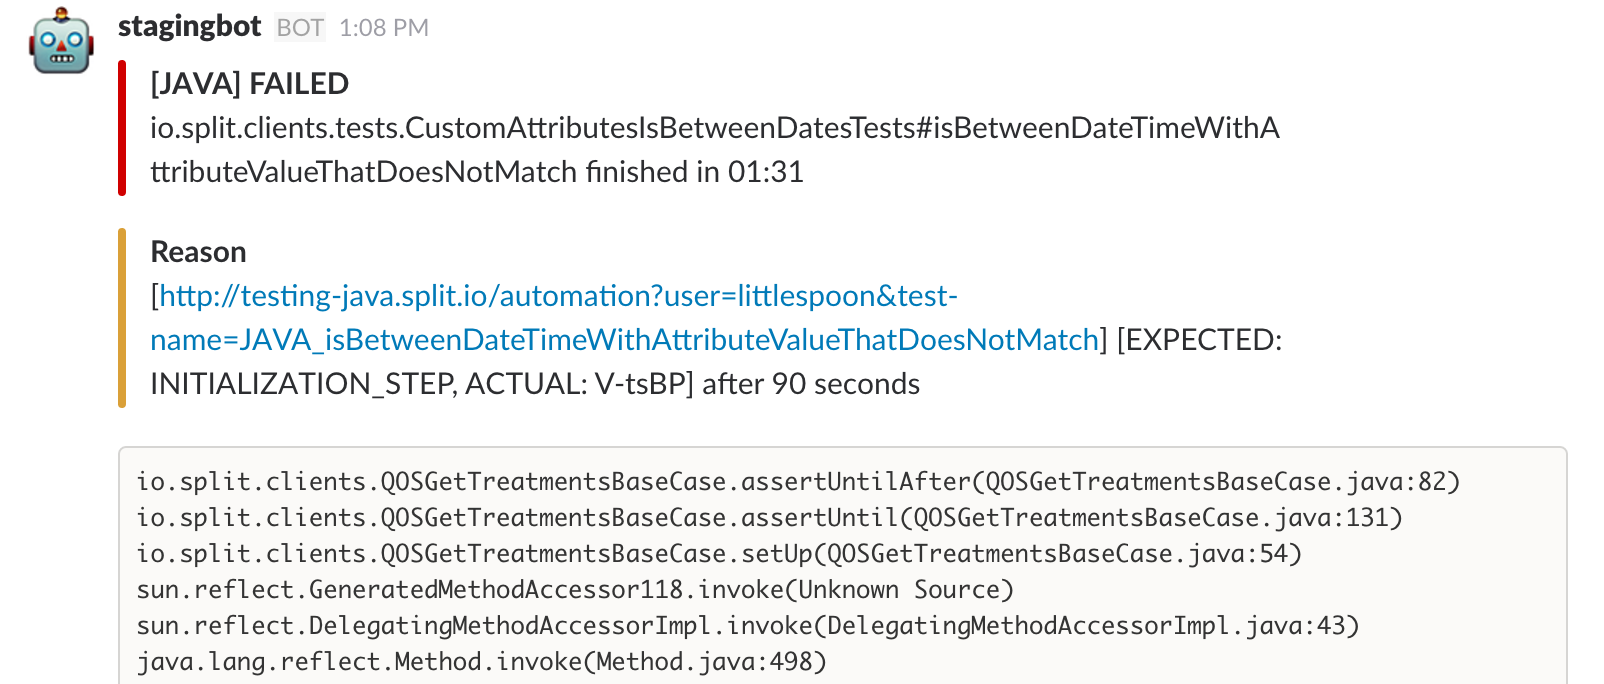 stagingbot BOT 1:08 PM
[JAVA] FAILED
io.split.clients.tests.CustomAttributesIsBetweenDatesTests#isBetweenDateTimeWithA
ttributeValueThatDoesNotMatch finished in 01:31
Reason
[http://testing-java.split.io/automation?user=littlespoon&test-
name=JAVA_isBetweenDateTimeWithAttributeValueThatDoesNotMatch] [EXPECTED:
INITIALIZATION_STEP, ACTUAL: V-tsBP] after 90 seconds
io.split.clients.QOSGetTreatmentsBaseCase.assertUntilAfter(QOSGetTreatmentsBaseCase.java:82)
io.split.clients.QOSGetTreatmentsBaseCase.assertUntil(QOSGetTreatmentsBaseCase.java:131)
io.split.clients.QOSGetTreatmentsBaseCase.setUp(QOSGetTreatmentsBaseCase.java:54)
sun.reflect.GeneratedMethodAccessor118.invoke(Unknown Source)
sun.reflect.DelegatingMethodAccessorImpl.invoke(DelegatingMethodAccessorImpl.java:43)
java.lang.reflect.Method.invoke(Method.java:498)